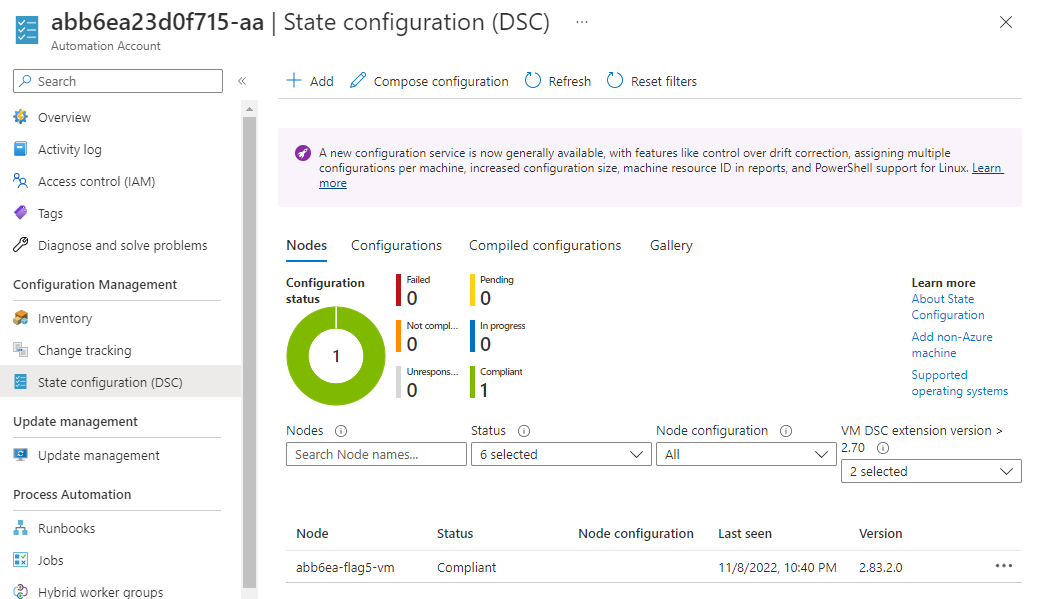 abb6ea23d0f715-aa | State configuration (DSC) ...
Automation Account
Search
Overview
Activity log
Access control (IAM)
Tags
Diagnose and solve problems
Configuration Management
Inventory
Change tracking
State configuration (DSC)
Update management
Update management
Process Automation
Runbooks
Jobs
Hybrid worker groups
Add
Compose configuration
Refresh
Reset filters
A new configuration service is now generally available, with features like control over drift correction, assigning multiple
configurations per machine, increased configuration size, machine resource ID in reports, and PowerShell support for Linux. Learn
more
Nodes Configurations Compiled configurations Gallery
Configuration
status
1
Failed
0
Pending
0
Not compl...
0
In progress
0
Unrespons...
0
Compliant
1
Learn more
About State
Configuration
Add non-Azure
machine
Supported
operating systems
Nodes
Search Node names...
Status
6 selected
Node configuration
All
VM DSC extension version >
2.70
2 selected
Node Status Node configuration Last seen Version
abb6ea-flag5-vm Compliant 11/8/2022, 10:40 PM 2.83.2.0